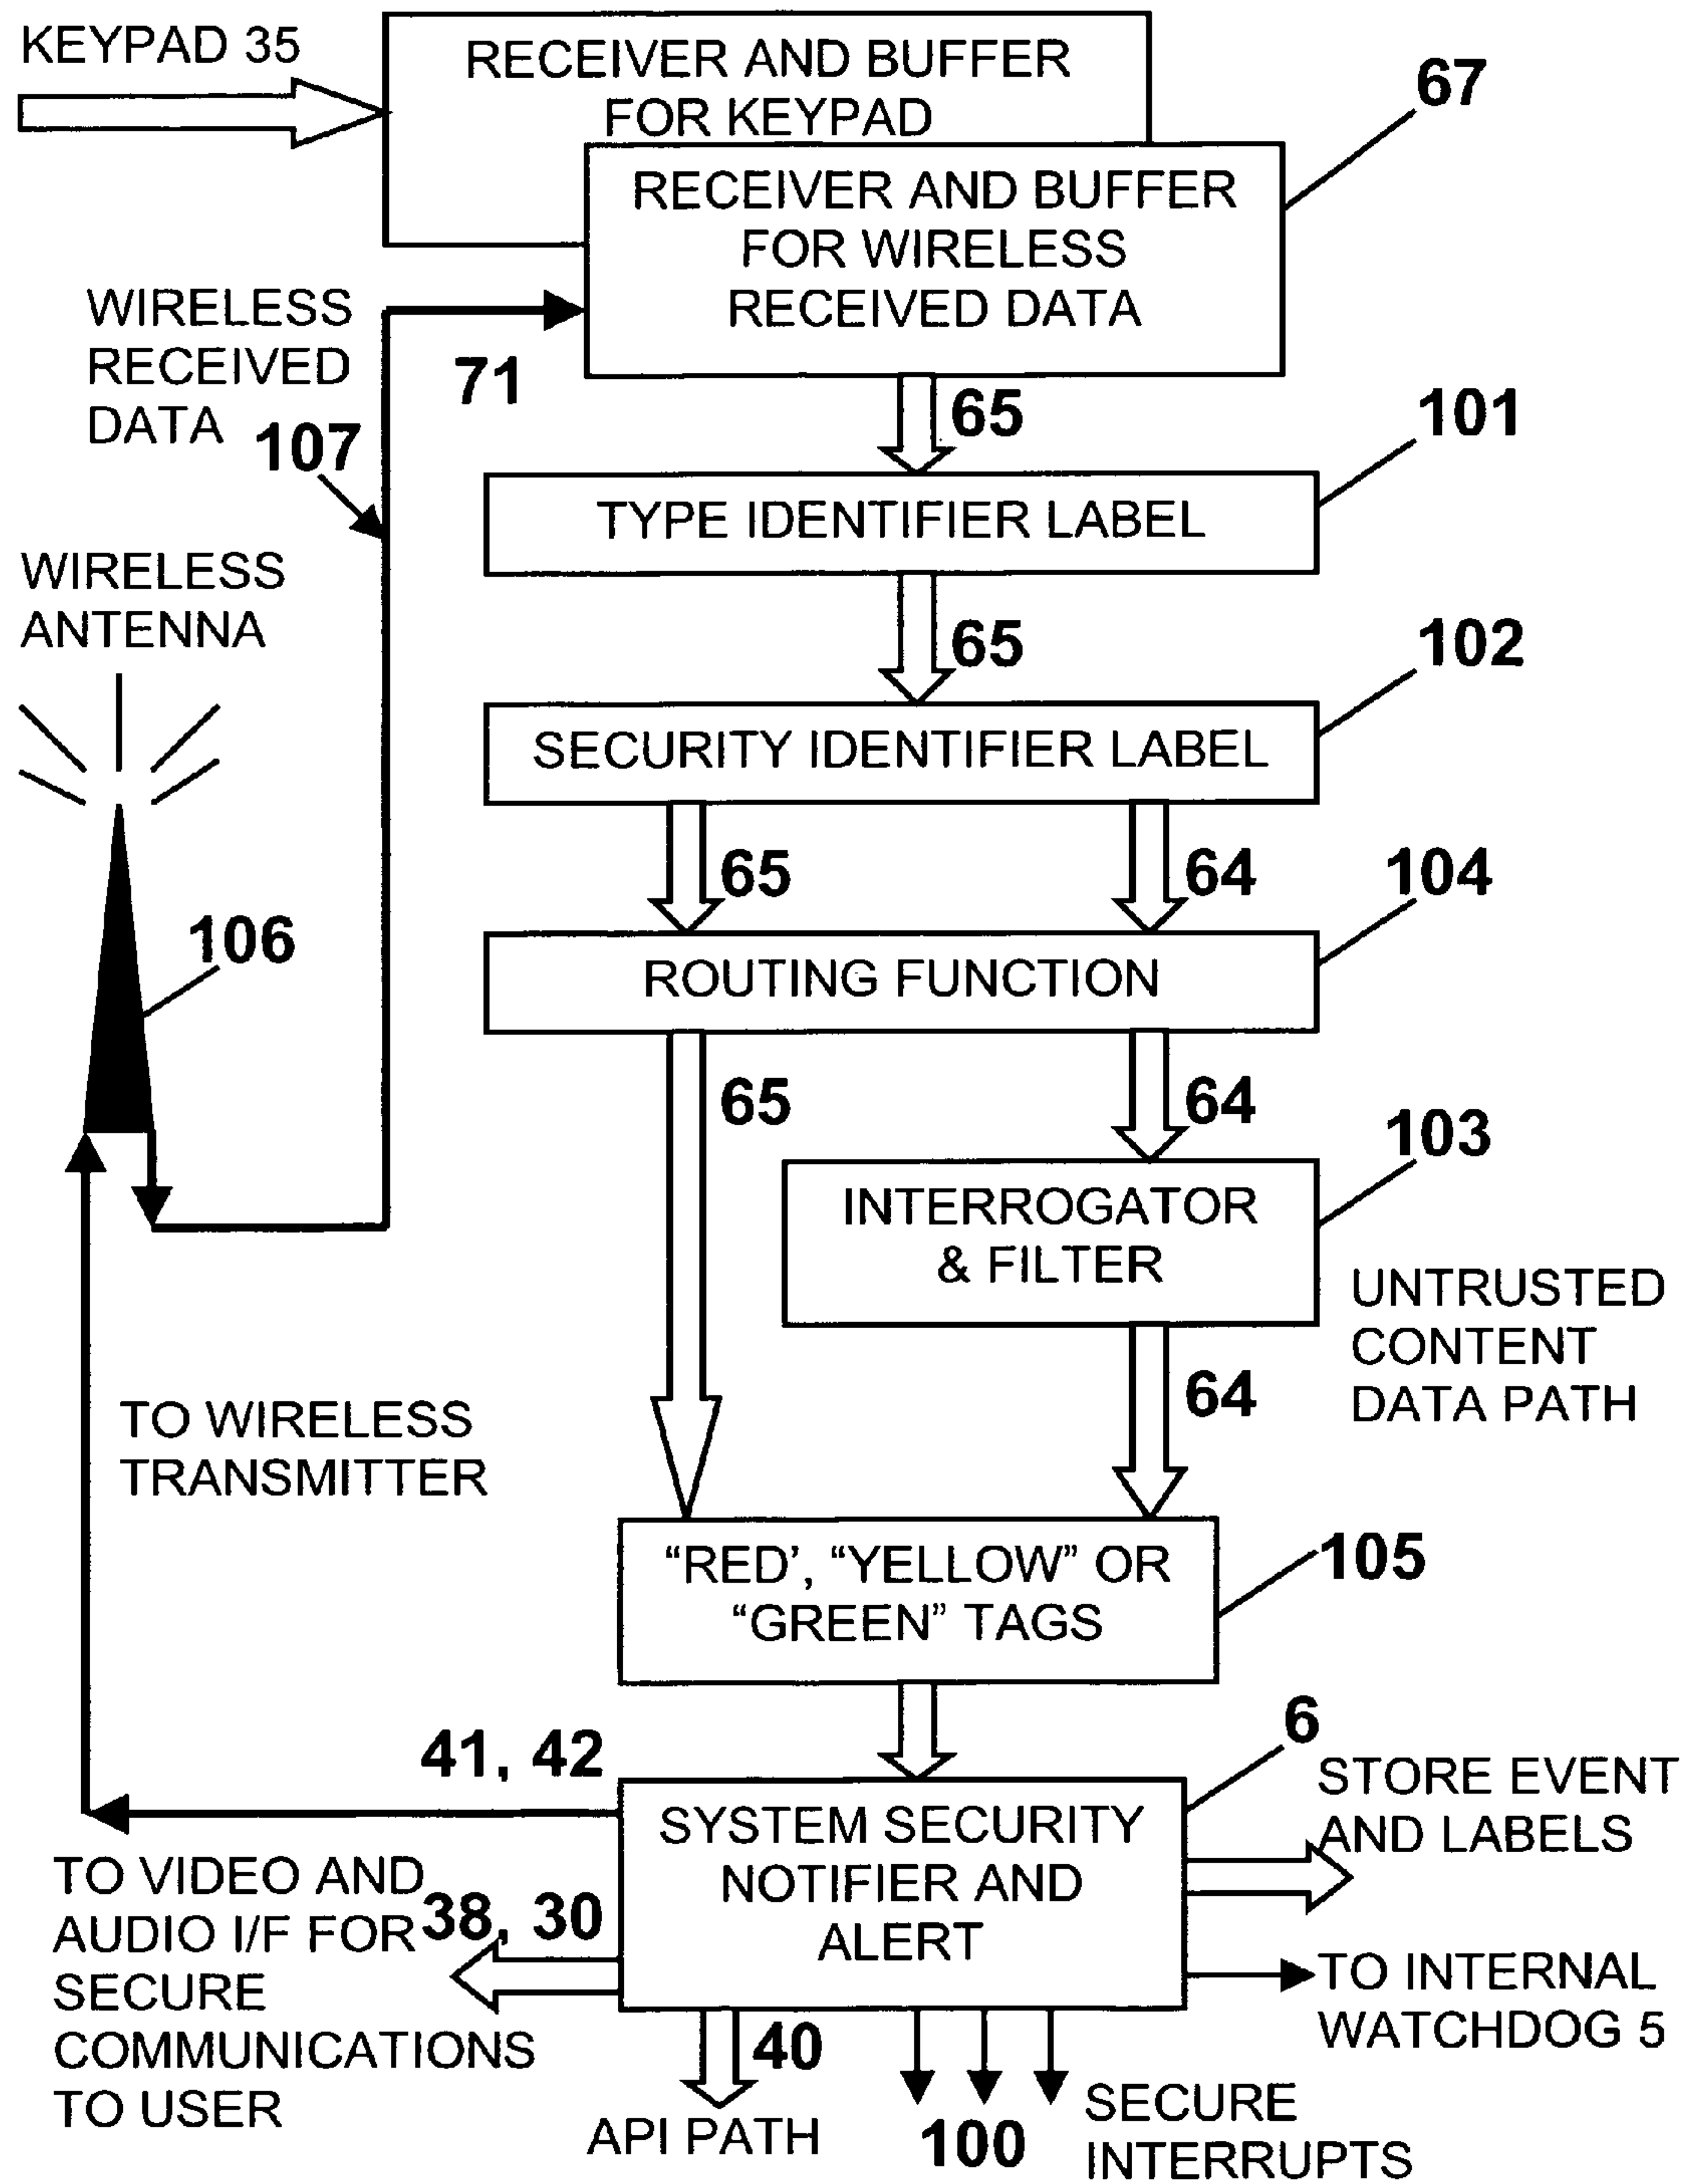 KEYPAD 35
RECEIVER AND BUFFER
FOR KEYPAD
67
RECEIVER AND BUFFER
FOR WIRELESS
RECEIVED DATA
WIRELESS
RECEIVED
DATA
71
107
65
101
TYPE IDENTIFIER LABEL
WIRELESS
ANTENNA
65
102
SECURITY IDENTIFIER LABEL
65
64
104
106
ROUTING FUNCTION
65
64
103
INTERROGATOR
& FILTER
UNTRUSTED
CONTENT
DATA PATH
64
TO WIRELESS
TRANSMITTER
“RED’, “YELLOW” OR
“GREEN” TAGS
105
41, 42
6
STORE EVENT
AND LABELS
SYSTEM SECURITY
NOTIFIER AND
ALERT
TO VIDEO AND
AUDIO I/F FOR
SECURE
COMMUNICATIONS
TO USER
38, 30
TO INTERNAL
WATCHDOG 5
40
API PATH
100
SECURE
INTERRUPTS